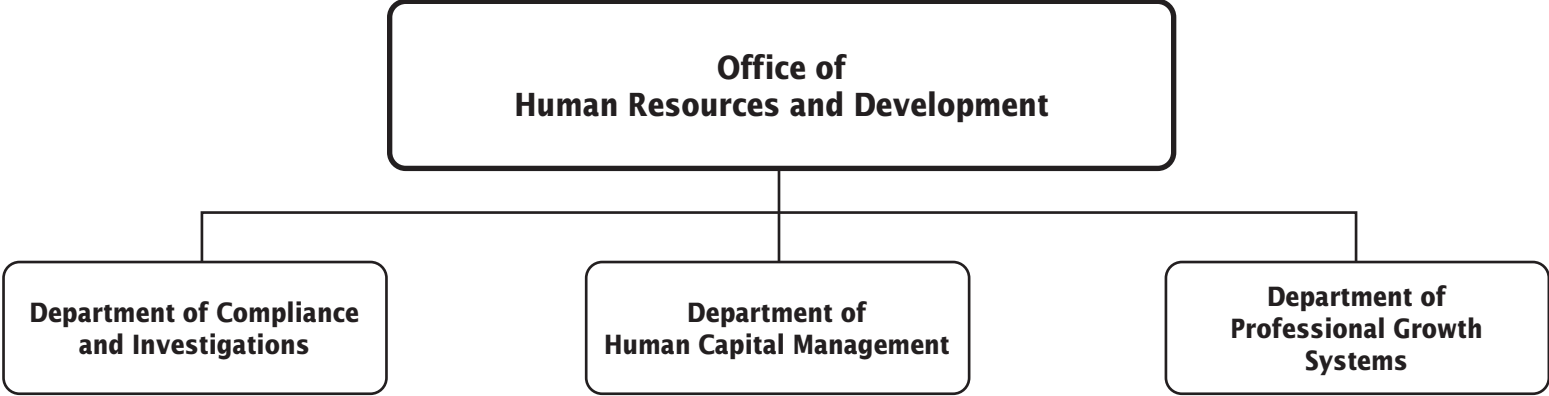 Office of
Human Resources and Development
Department of Compliance
and Investigations
Department of
Human Capital Management
Department of
Professional Growth
Systems